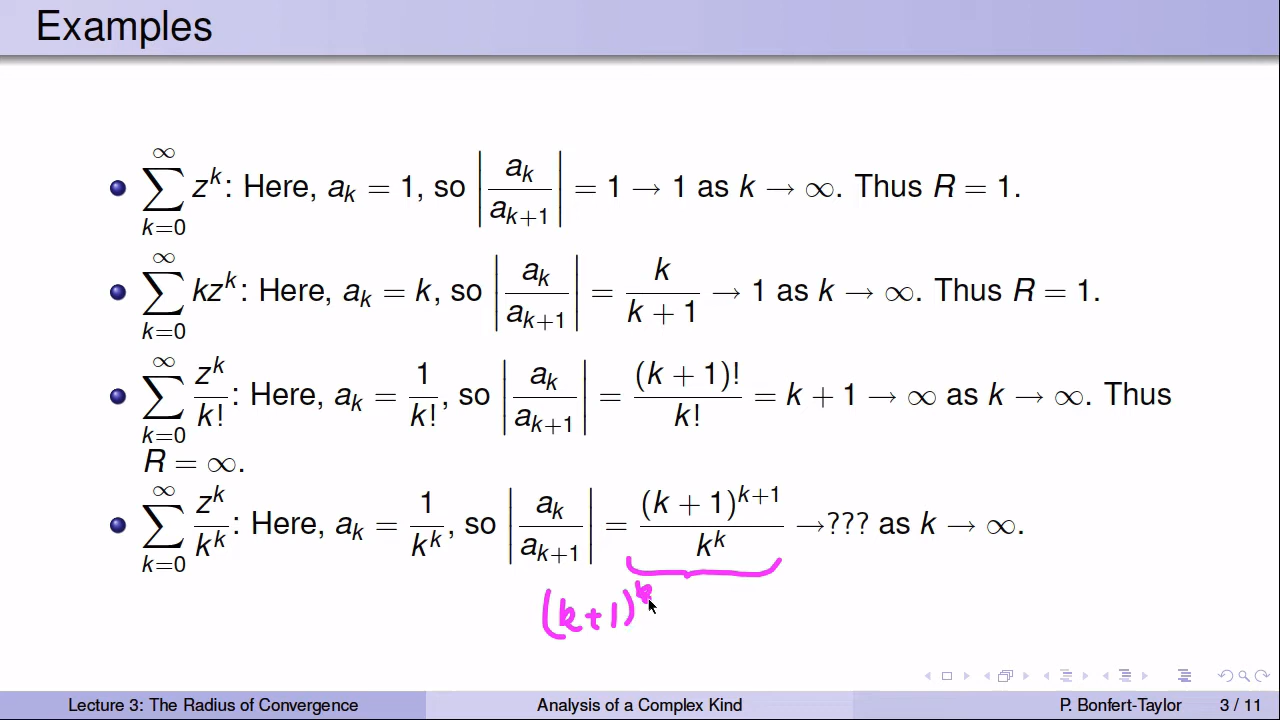 Examples
• ∑_{k=0}^{∞} z^k: Here, a_k = 1, so |a_k / a_{k+1}| = 1 → 1 as k → ∞. Thus R = 1.
• ∑_{k=0}^{∞} kz^k: Here, a_k = k, so |a_k / a_{k+1}| = k / (k + 1) → 1 as k → ∞. Thus R = 1.
• ∑_{k=0}^{∞} z^k / k!: Here, a_k = 1 / k!, so |a_k / a_{k+1}| = (k + 1)! / k! = k + 1 → ∞ as k → ∞. Thus
R = ∞.
• ∑_{k=0}^{∞} z^k / k^k: Here, a_k = 1 / k^k, so |a_k / a_{k+1}| = (k + 1)^{k+1} / k^k →??? as k → ∞.
(k+1)^k
Lecture 3: The Radius of Convergence Analysis of a Complex Kind P. Bonfert-Taylor 3 / 11